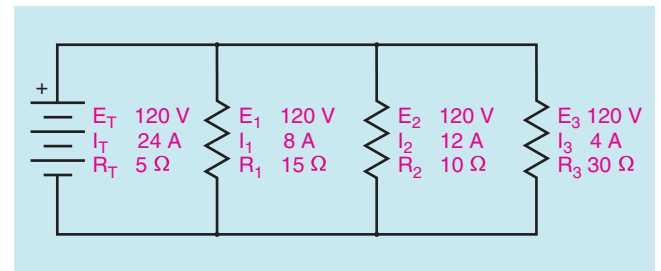 +
E_T 120 V E_1 120 V E_2 120 V E_3 120 V
I_T 24 A I_1 8 A I_2 12 A I_3 4 A
R_T 5 Ω R_1 15 Ω R_2 10 Ω R_3 30 Ω